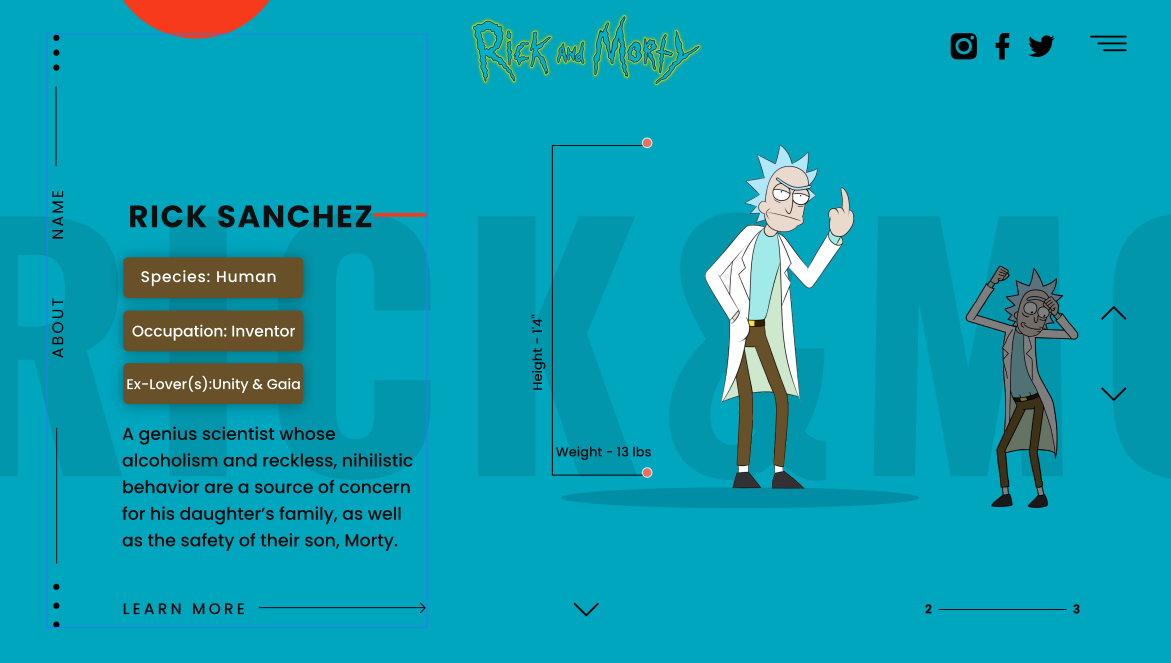 Rick and Morty
NAME
ABOUT
RICK SANCHEZ
Species: Human
Occupation: Inventor
Ex-Lover(s):Unity & Gaia
A genius scientist whose
alcoholism and reckless, nihilistic
behavior are a source of concern
for his daughter’s family, as well
as the safety of their son, Morty.
LEARN MORE
RICK&MO
Height - 1'4"
Weight - 13 lbs
2
3